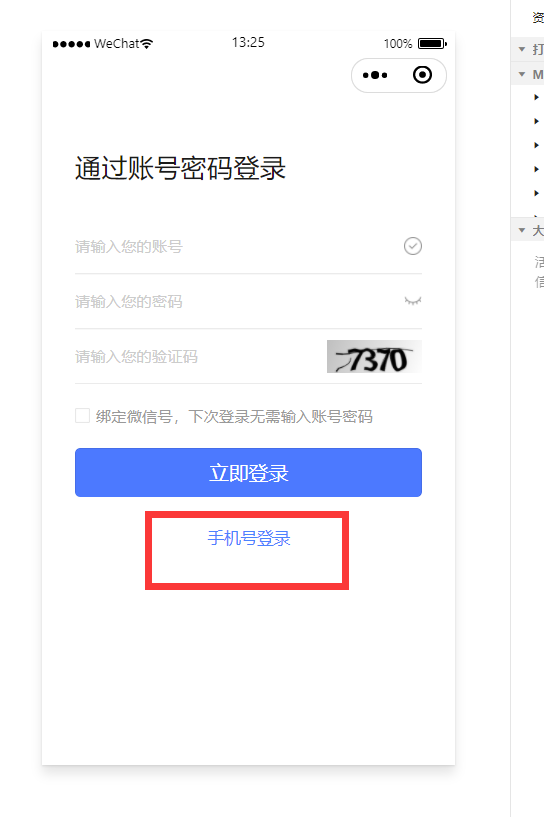 WeChat 13:25 100%
通过账号密码登录
请输入您的账号
请输入您的密码
请输入您的验证码 7370
绑定微信号，下次登录无需输入账号密码
立即登录
手机号登录
资
打
M
大
活
信